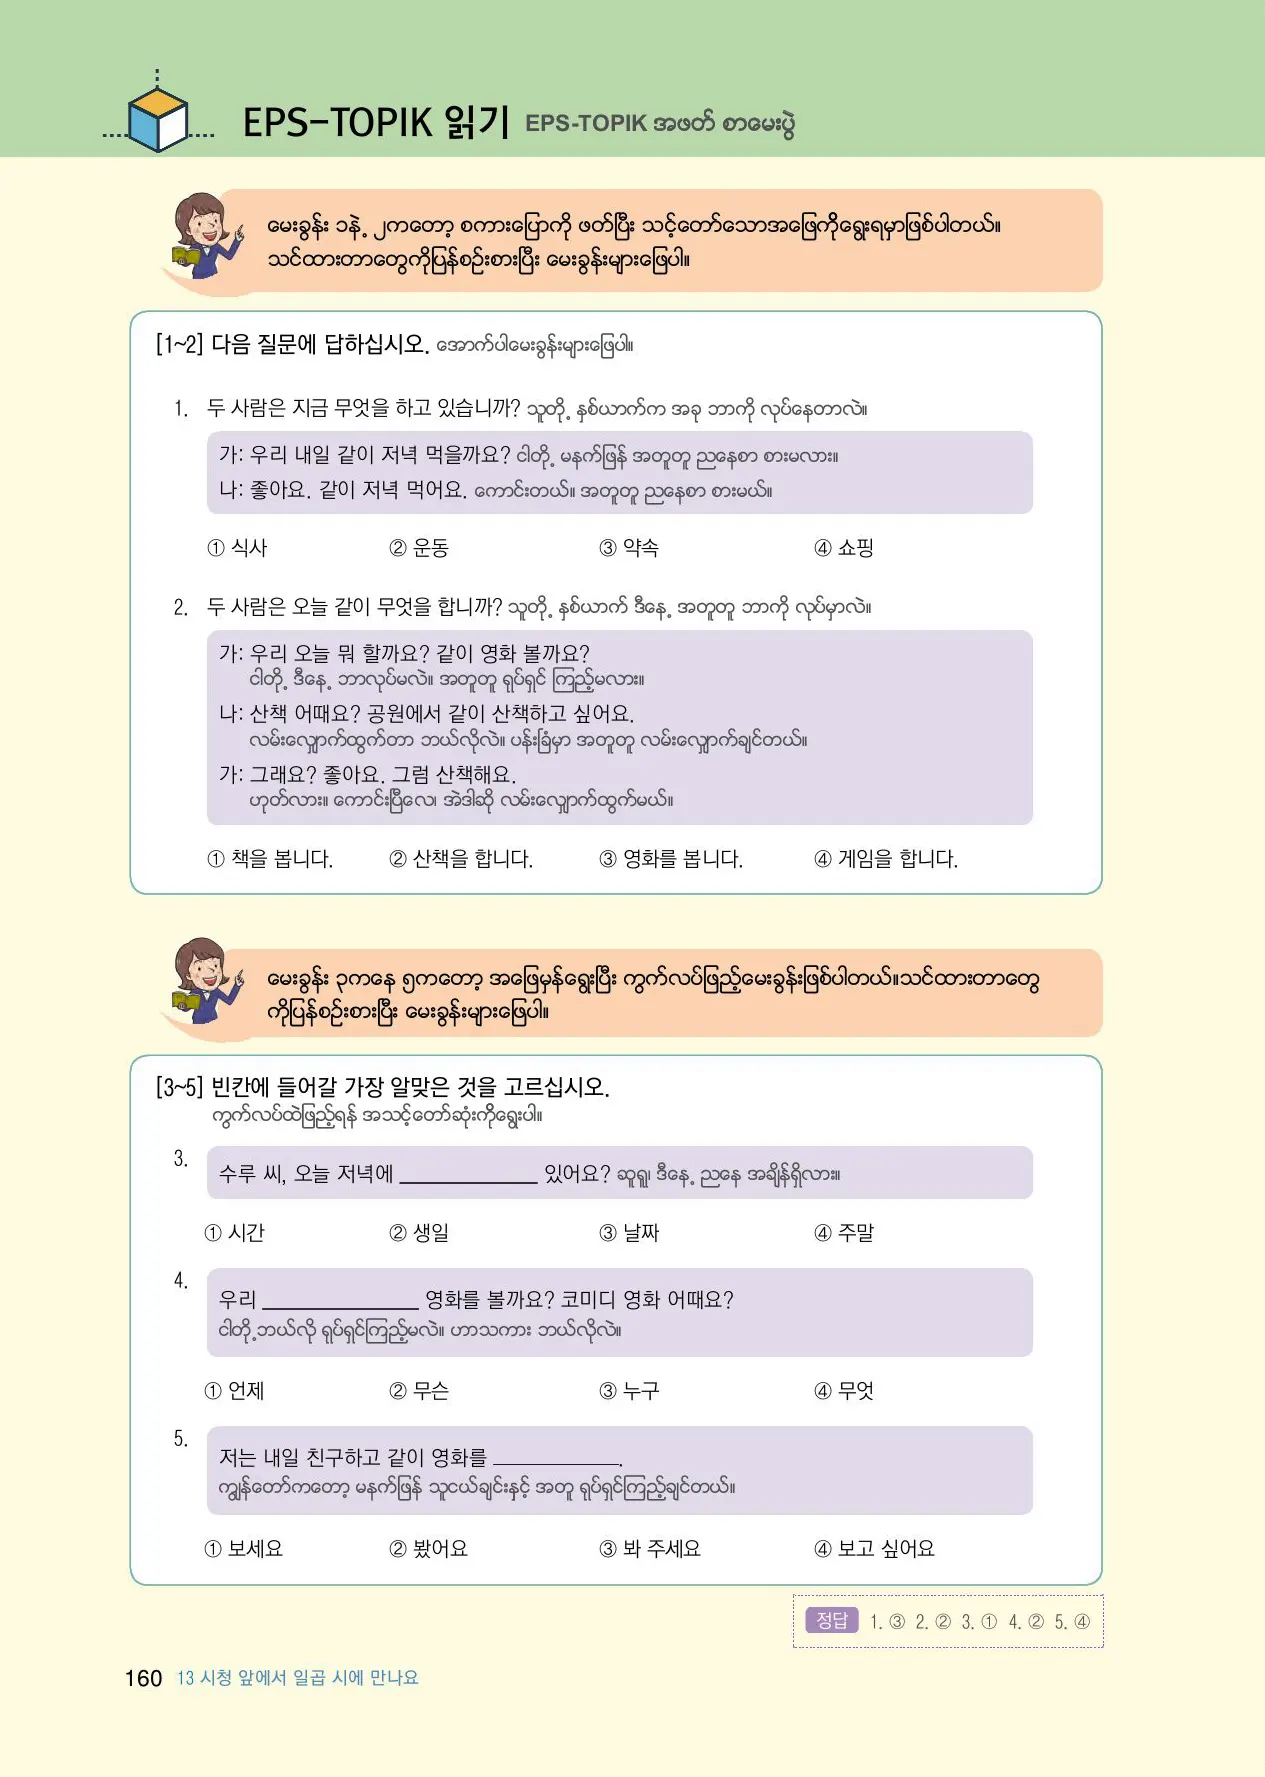 EPS-TOPIK 읽기 EPS-TOPIK အဖတ် စာမေးပွဲ
မေးခွန်း ၁နဲ့ ၂ကတော့ စကားပြောကို ဖတ်ပြီး သင့်တော်သောအဖြေကိုရွေးရမှာဖြစ်ပါတယ်။
သင်ထားတာတွေကိုပြန်စဉ်းစားပြီး မေးခွန်းများဖြေပါ။
[1~2] 다음 질문에 답하십시오. အောက်ပါမေးခွန်းများဖြေပါ။
1. 두 사람은 지금 무엇을 하고 있습니까? သူတို့ နှစ်ယာက်က အခု ဘာကို လုပ်နေတာလဲ။
가: 우리 내일 같이 저녁 먹을까요? ငါတို့ မနက်ဖြန် အတူတူ ညနေစာ စားမလား။
나: 좋아요. 같이 저녁 먹어요. ကောင်းတယ်။ အတူတူ ညနေစာ စားမယ်။
① 식사 ② 운동 ③ 약속 ④ 쇼핑
2. 두 사람은 오늘 같이 무엇을 합니까? သူတို့ နှစ်ယာက် ဒီနေ့ အတူတူ ဘာကို လုပ်မှာလဲ။
가: 우리 오늘 뭐 할까요? 같이 영화 볼까요?
ငါတို့ ဒီနေ့ ဘာလုပ်မလဲ။ အတူတူ ရုပ်ရှင် ကြည့်မလား။
나: 산책 어때요? 공원에서 같이 산책하고 싶어요.
လမ်းလျှောက်ထွက်တာ ဘယ်လိုလဲ။ ပန်းခြံမှာ အတူတူ လမ်းလျှောက်ချင်တယ်။
가: 그래요? 좋아요. 그럼 산책해요.
ဟုတ်လား။ ကောင်းပြီလေ၊ အဲဒါဆို လမ်းလျှောက်ထွက်မယ်။
① 책을 봅니다. ② 산책을 합니다. ③ 영화를 봅니다. ④ 게임을 합니다.
မေးခွန်း ၃ကနေ ၅ကတော့ အဖြေမှန်ရွေးပြီး ကွက်လပ်ဖြည့်မေးခွန်းဖြစ်ပါတယ်။သင်ထားတာတွေ
ကိုပြန်စဉ်းစားပြီး မေးခွန်းများဖြေပါ။
[3~5] 빈칸에 들어갈 가장 알맞은 것을 고르십시오.
ကွက်လပ်ထဲဖြည့်ရန် အသင့်တော်ဆုံးကိုရွေးပါ။
3. 수루 씨, 오늘 저녁에 ____________ 있어요? ဆူရူ၊ ဒီနေ့ ညနေ အချိန်ရှိလား။
① 시간 ② 생일 ③ 날짜 ④ 주말
4. 우리 ____________ 영화를 볼까요? 코미디 영화 어때요?
ငါတို့ဘယ်လို ရုပ်ရှင်ကြည့်မလဲ။ ဟာသကား ဘယ်လိုလဲ။
① 언제 ② 무슨 ③ 누구 ④ 무엇
5. 저는 내일 친구하고 같이 영화를 ____________.
ကျွန်တော်ကတော့ မနက်ဖြန် သူငယ်ချင်းနှင့် အတူ ရုပ်ရှင်ကြည့်ချင်တယ်။
① 보세요 ② 봤어요 ③ 봐 주세요 ④ 보고 싶어요
정답 1. ③ 2. ② 3. ① 4. ② 5. ④
160 13 시청 앞에서 일곱 시에 만나요